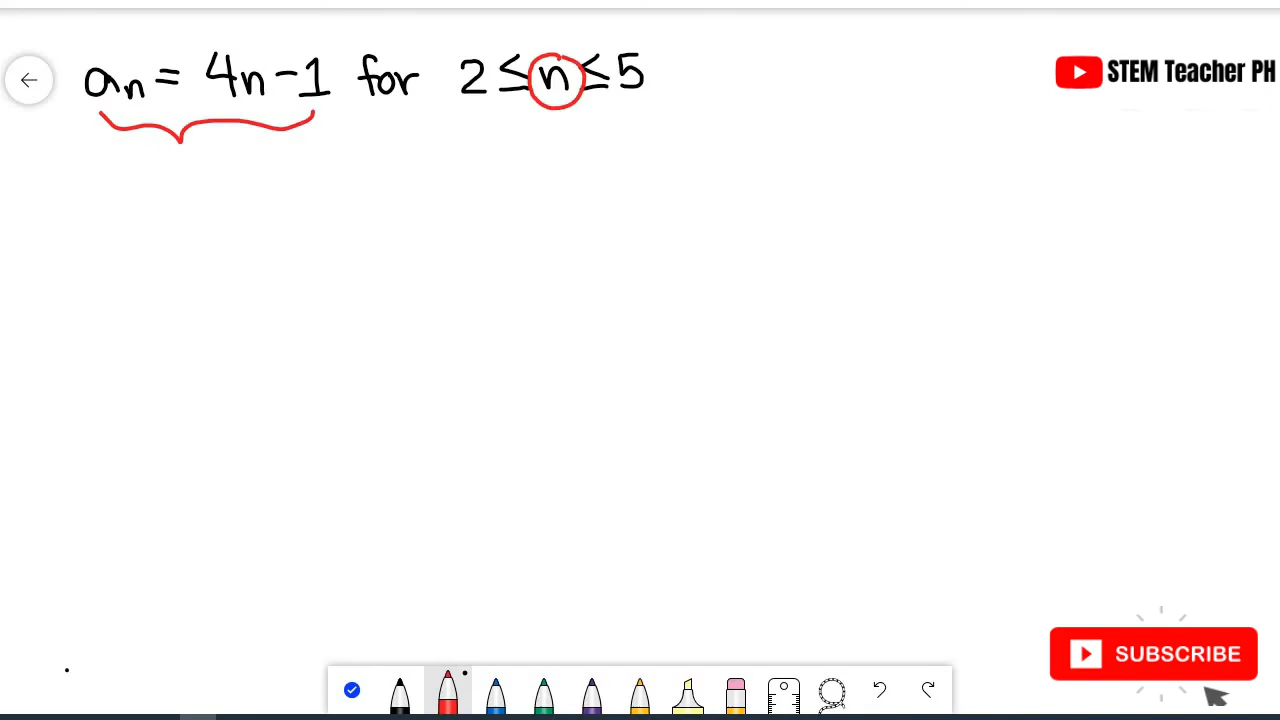 aₙ = 4n − 1 for 2 ≤ n ≤ 5
STEM Teacher PH
SUBSCRIBE